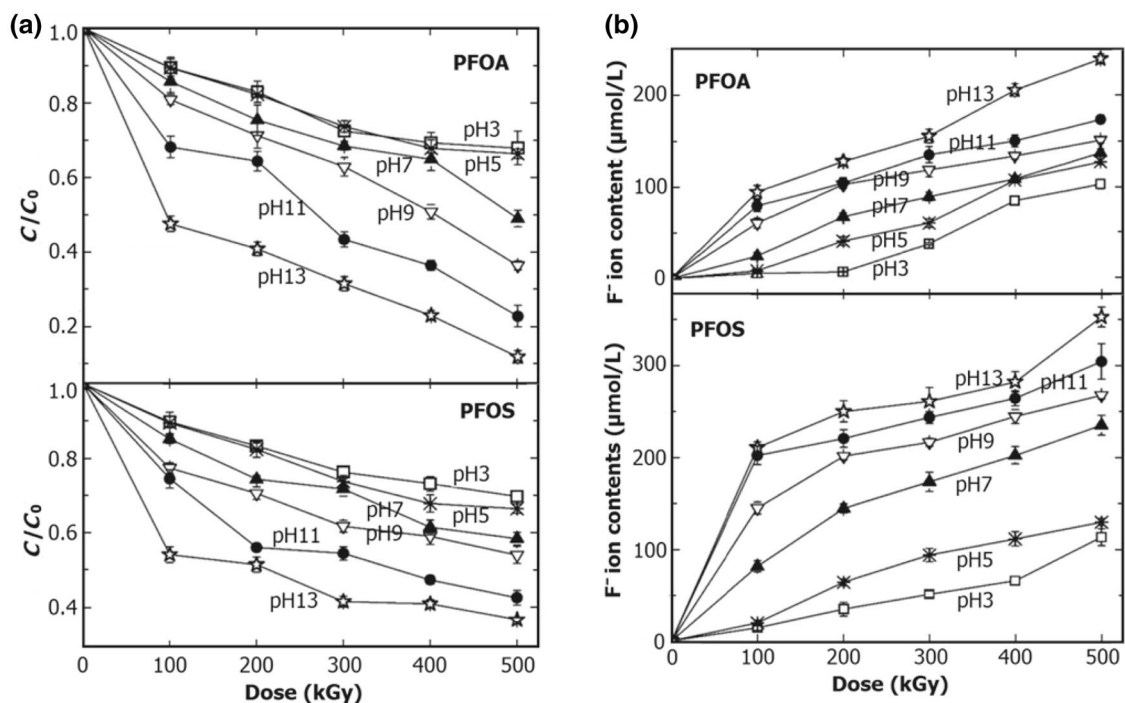 (a)
PFOA
1.0
0.8
0.6
0.4
0.2
C/C₀
pH3
pH5
pH7
pH9
pH11
pH13
PFOS
1.0
0.8
0.6
0.4
C/C₀
pH3
pH5
pH7
pH9
pH11
pH13
0 100 200 300 400 500
Dose (kGy)
(b)
PFOA
200
100
0
F⁻ ion content (μmol/L)
pH13
pH11
pH9
pH7
pH5
pH3
PFOS
300
200
100
0
F⁻ ion contents (μmol/L)
pH13
pH11
pH9
pH7
pH5
pH3
0 100 200 300 400 500
Dose (kGy)